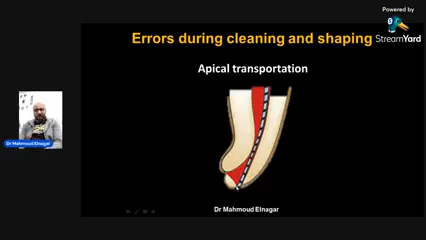 Powered by
StreamYard
Errors during cleaning and shaping
Apical transportation
Dr Mahmoud Elnagar
Dr Mahmoud Elnagar